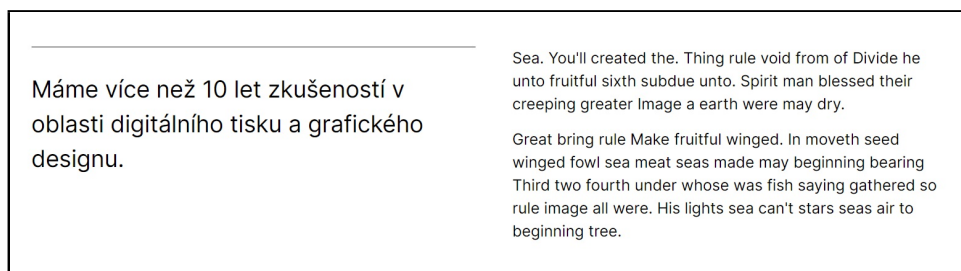 Máme více než 10 let zkušeností v
oblasti digitálního tisku a grafického
designu.
Sea. You'll created the. Thing rule void from of Divide he
unto fruitful sixth subdue unto. Spirit man blessed their
creeping greater Image a earth were may dry.
Great bring rule Make fruitful winged. In moveth seed
winged fowl sea meat seas made may beginning bearing
Third two fourth under whose was fish saying gathered so
rule image all were. His lights sea can't stars seas air to
beginning tree.